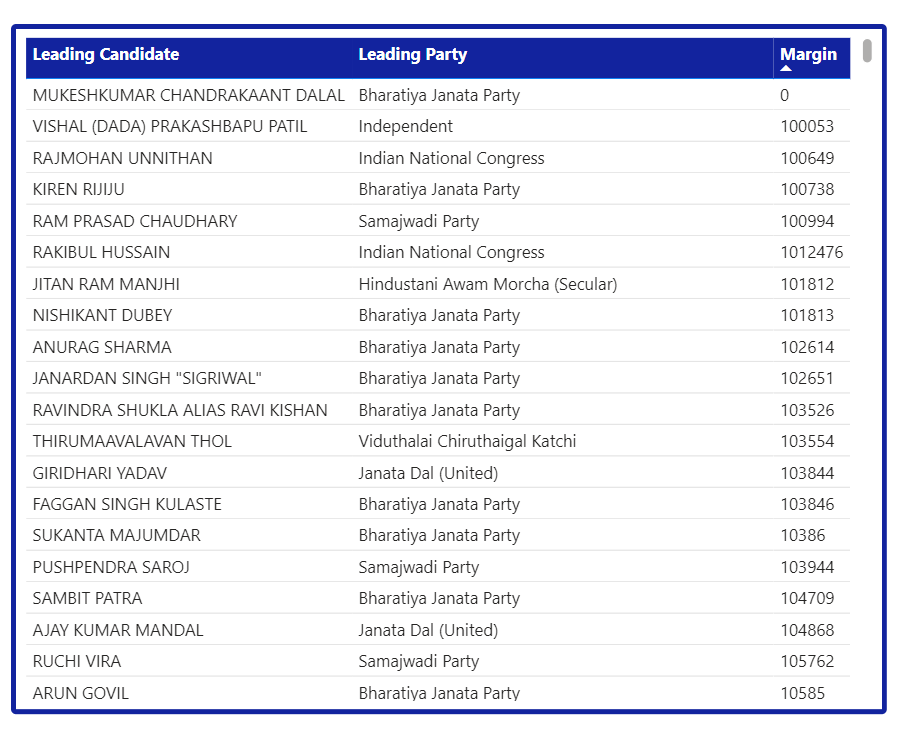 Leading Candidate Leading Party Margin
MUKESHKUMAR CHANDRAKAANT DALAL Bharatiya Janata Party 0
VISHAL (DADA) PRAKASHBAPU PATIL Independent 100053
RAJMOHAN UNNITHAN Indian National Congress 100649
KIREN RIJIJU Bharatiya Janata Party 100738
RAM PRASAD CHAUDHARY Samajwadi Party 100994
RAKIBUL HUSSAIN Indian National Congress 1012476
JITAN RAM MANJHI Hindustani Awam Morcha (Secular) 101812
NISHIKANT DUBEY Bharatiya Janata Party 101813
ANURAG SHARMA Bharatiya Janata Party 102614
JANARDAN SINGH "SIGRIWAL" Bharatiya Janata Party 102651
RAVINDRA SHUKLA ALIAS RAVI KISHAN Bharatiya Janata Party 103526
THIRUMAAVALAVAN THOL Viduthalai Chiruthaigal Katchi 103554
GIRIDHARI YADAV Janata Dal (United) 103844
FAGGAN SINGH KULASTE Bharatiya Janata Party 103846
SUKANTA MAJUMDAR Bharatiya Janata Party 10386
PUSHPENDRA SAROJ Samajwadi Party 103944
SAMBIT PATRA Bharatiya Janata Party 104709
AJAY KUMAR MANDAL Janata Dal (United) 104868
RUCHI VIRA Samajwadi Party 105762
ARUN GOVIL Bharatiya Janata Party 10585